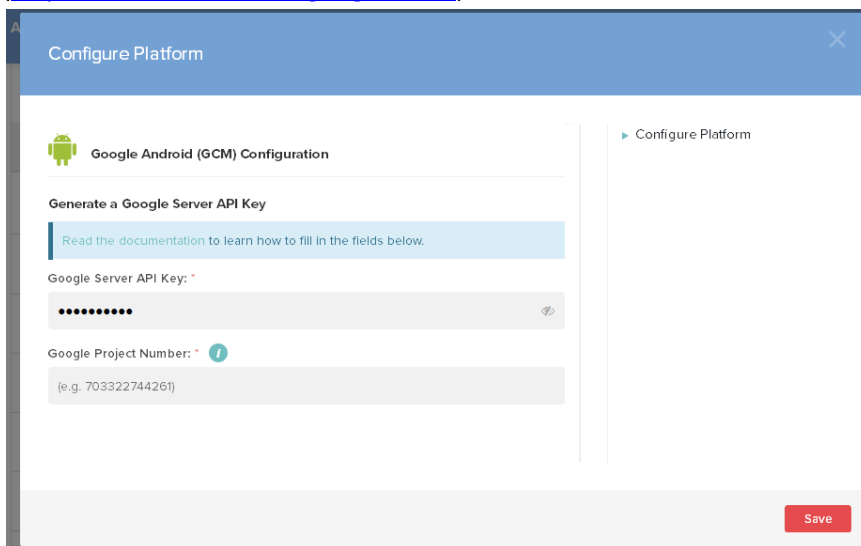 Configure Platform
Google Android (GCM) Configuration
Generate a Google Server API Key
Read the documentation to learn how to fill in the fields below.
Google Server API Key: *
••••••••••
Google Project Number: * i
(e.g. 703322744261)
Configure Platform
Save